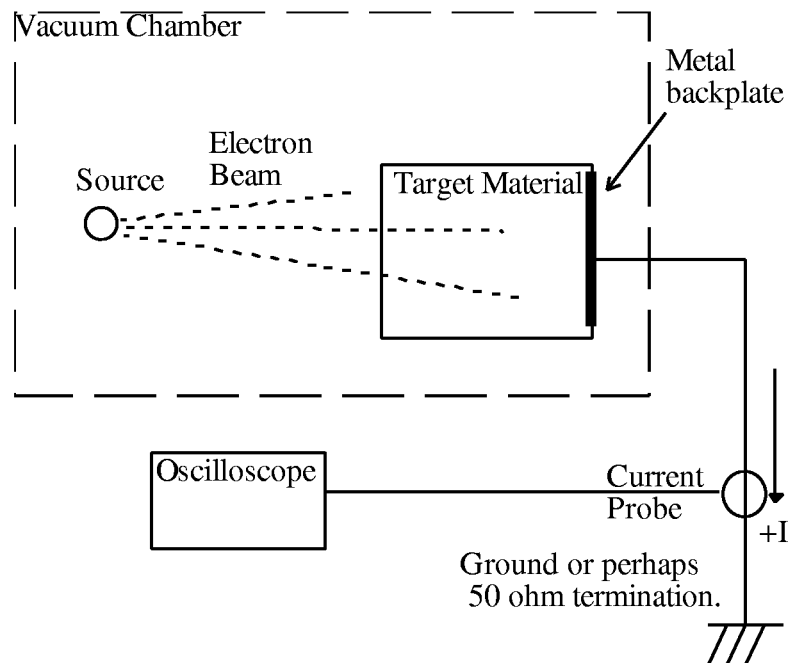 Vacuum Chamber
Metal
backplate
Electron
Beam
Source
Target Material
Oscilloscope
Current
Probe
+I
Ground or perhaps
50 ohm termination.